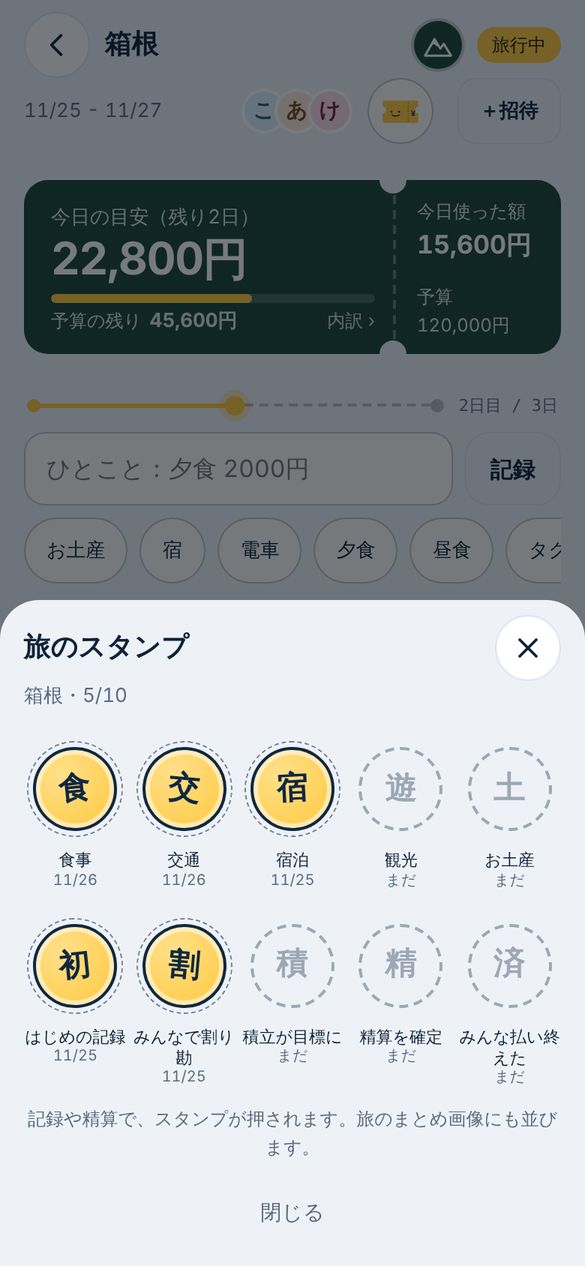 箱根
旅行中
11/25 - 11/27
こ あ け
¥
＋招待
今日の目安（残り2日）
22,800円
予算の残り 45,600円
内訳 ›
今日使った額
15,600円
予算
120,000円
2日目 / 3日
ひとこと：夕食 2000円
記録
お土産 宿 電車 夕食 昼食 タク
旅のスタンプ
箱根・5/10
食 交 宿 遊 土
食事 交通 宿泊 観光 お土産
11/26 11/26 11/25 まだ まだ
初 割 積 精 済
はじめの記録
11/25
みんなで割り
勘
11/25
積立が目標に
まだ
精算を確定
まだ
みんな払い終
えた
まだ
記録や精算で、スタンプが押されます。旅のまとめ画像にも並び
ます。
閉じる